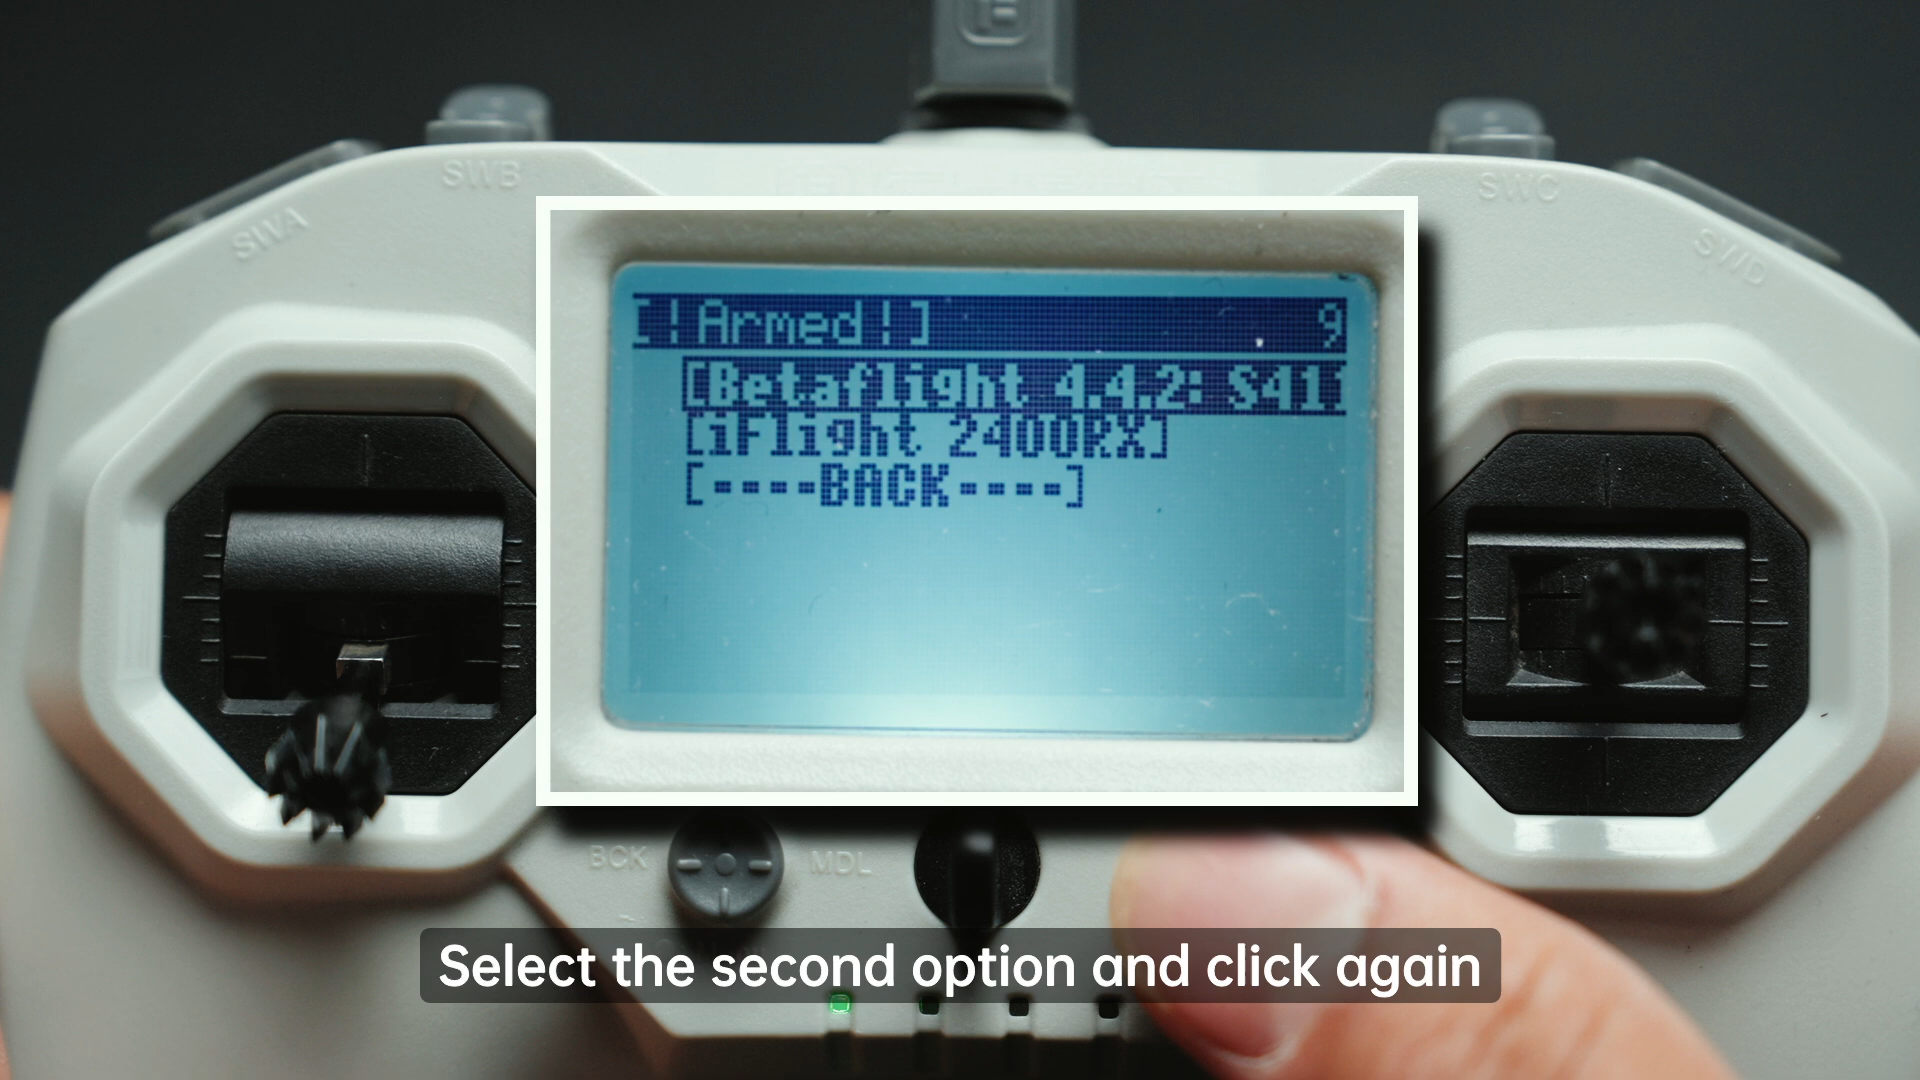 SWB
SWC
SWA
SWD
[!Armed!] 9
[Betaflight 4.4.2: S411
[iFlight 2400RX]
[----BACK----]
BCK
MDL
Select the second option and click again